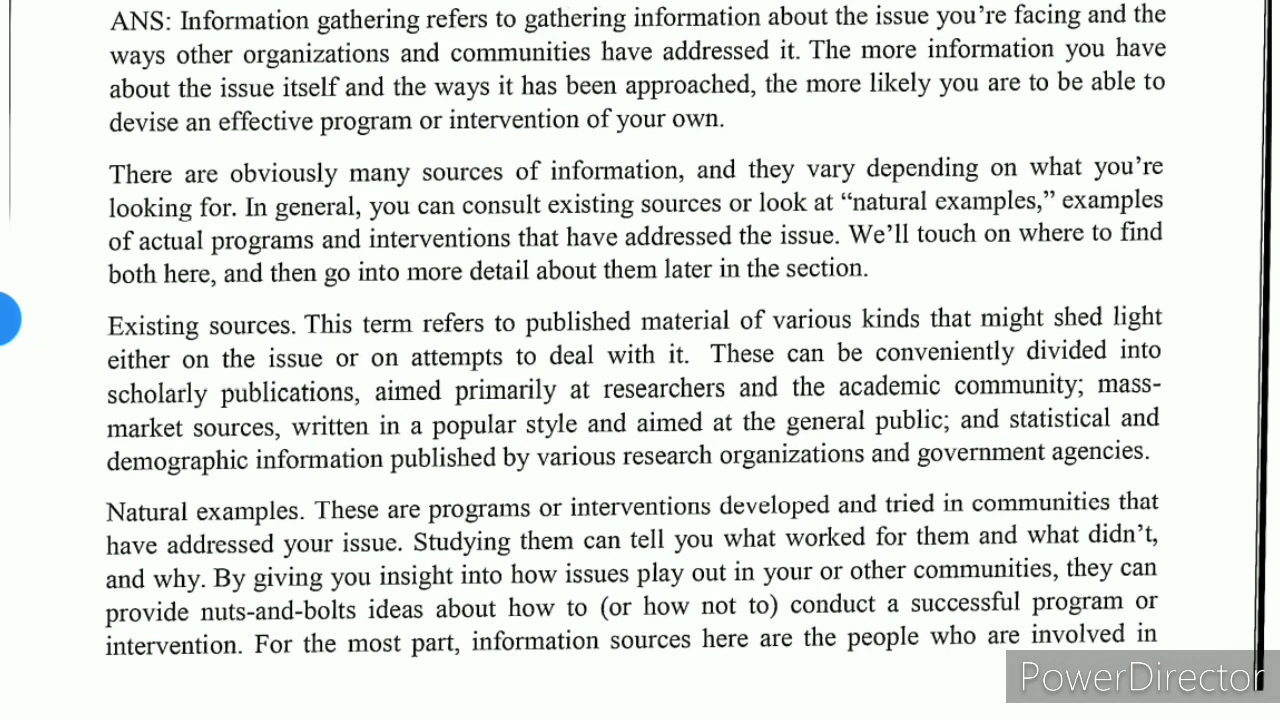 ANS: Information gathering refers to gathering information about the issue you’re facing and the
ways other organizations and communities have addressed it. The more information you have
about the issue itself and the ways it has been approached, the more likely you are to be able to
devise an effective program or intervention of your own.
There are obviously many sources of information, and they vary depending on what you’re
looking for. In general, you can consult existing sources or look at “natural examples,” examples
of actual programs and interventions that have addressed the issue. We’ll touch on where to find
both here, and then go into more detail about them later in the section.
Existing sources. This term refers to published material of various kinds that might shed light
either on the issue or on attempts to deal with it. These can be conveniently divided into
scholarly publications, aimed primarily at researchers and the academic community; mass-
market sources, written in a popular style and aimed at the general public; and statistical and
demographic information published by various research organizations and government agencies.
Natural examples. These are programs or interventions developed and tried in communities that
have addressed your issue. Studying them can tell you what worked for them and what didn’t,
and why. By giving you insight into how issues play out in your or other communities, they can
provide nuts-and-bolts ideas about how to (or how not to) conduct a successful program or
intervention. For the most part, information sources here are the people who are involved in
PowerDirector